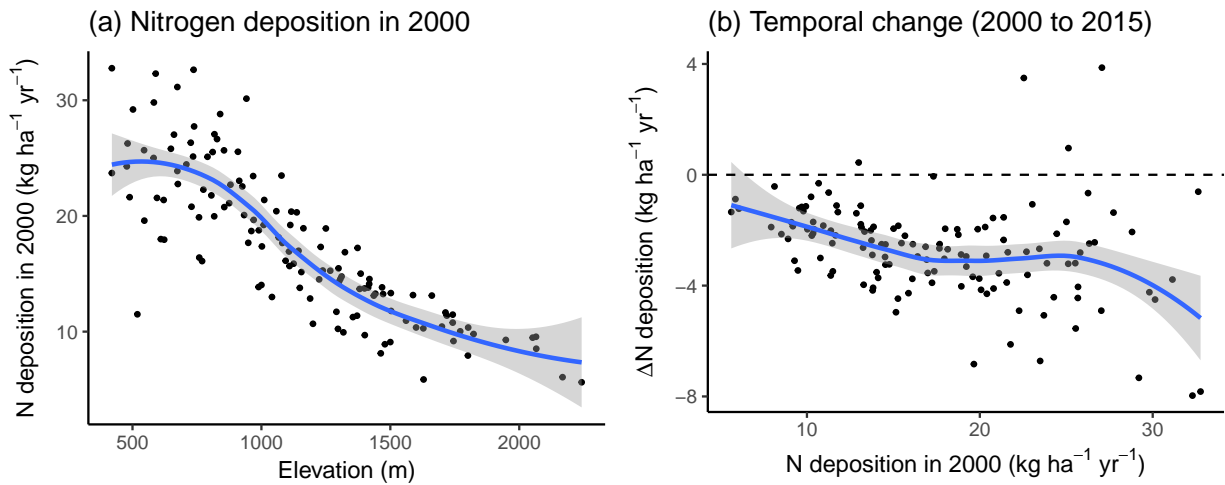 (a) Nitrogen deposition in 2000
N deposition in 2000 (kg ha⁻¹ yr⁻¹)
30
20
10
500 1000 1500 2000
Elevation (m)
(b) Temporal change (2000 to 2015)
ΔN deposition (kg ha⁻¹ yr⁻¹)
4
0
−4
−8
10 20 30
N deposition in 2000 (kg ha⁻¹ yr⁻¹)